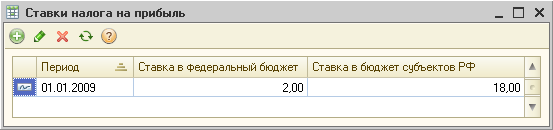 Ставки налога на прибыль
Период Ставка в федеральный бюджет Ставка в бюджет субъектов РФ
01.01.2009 2,00 18,00